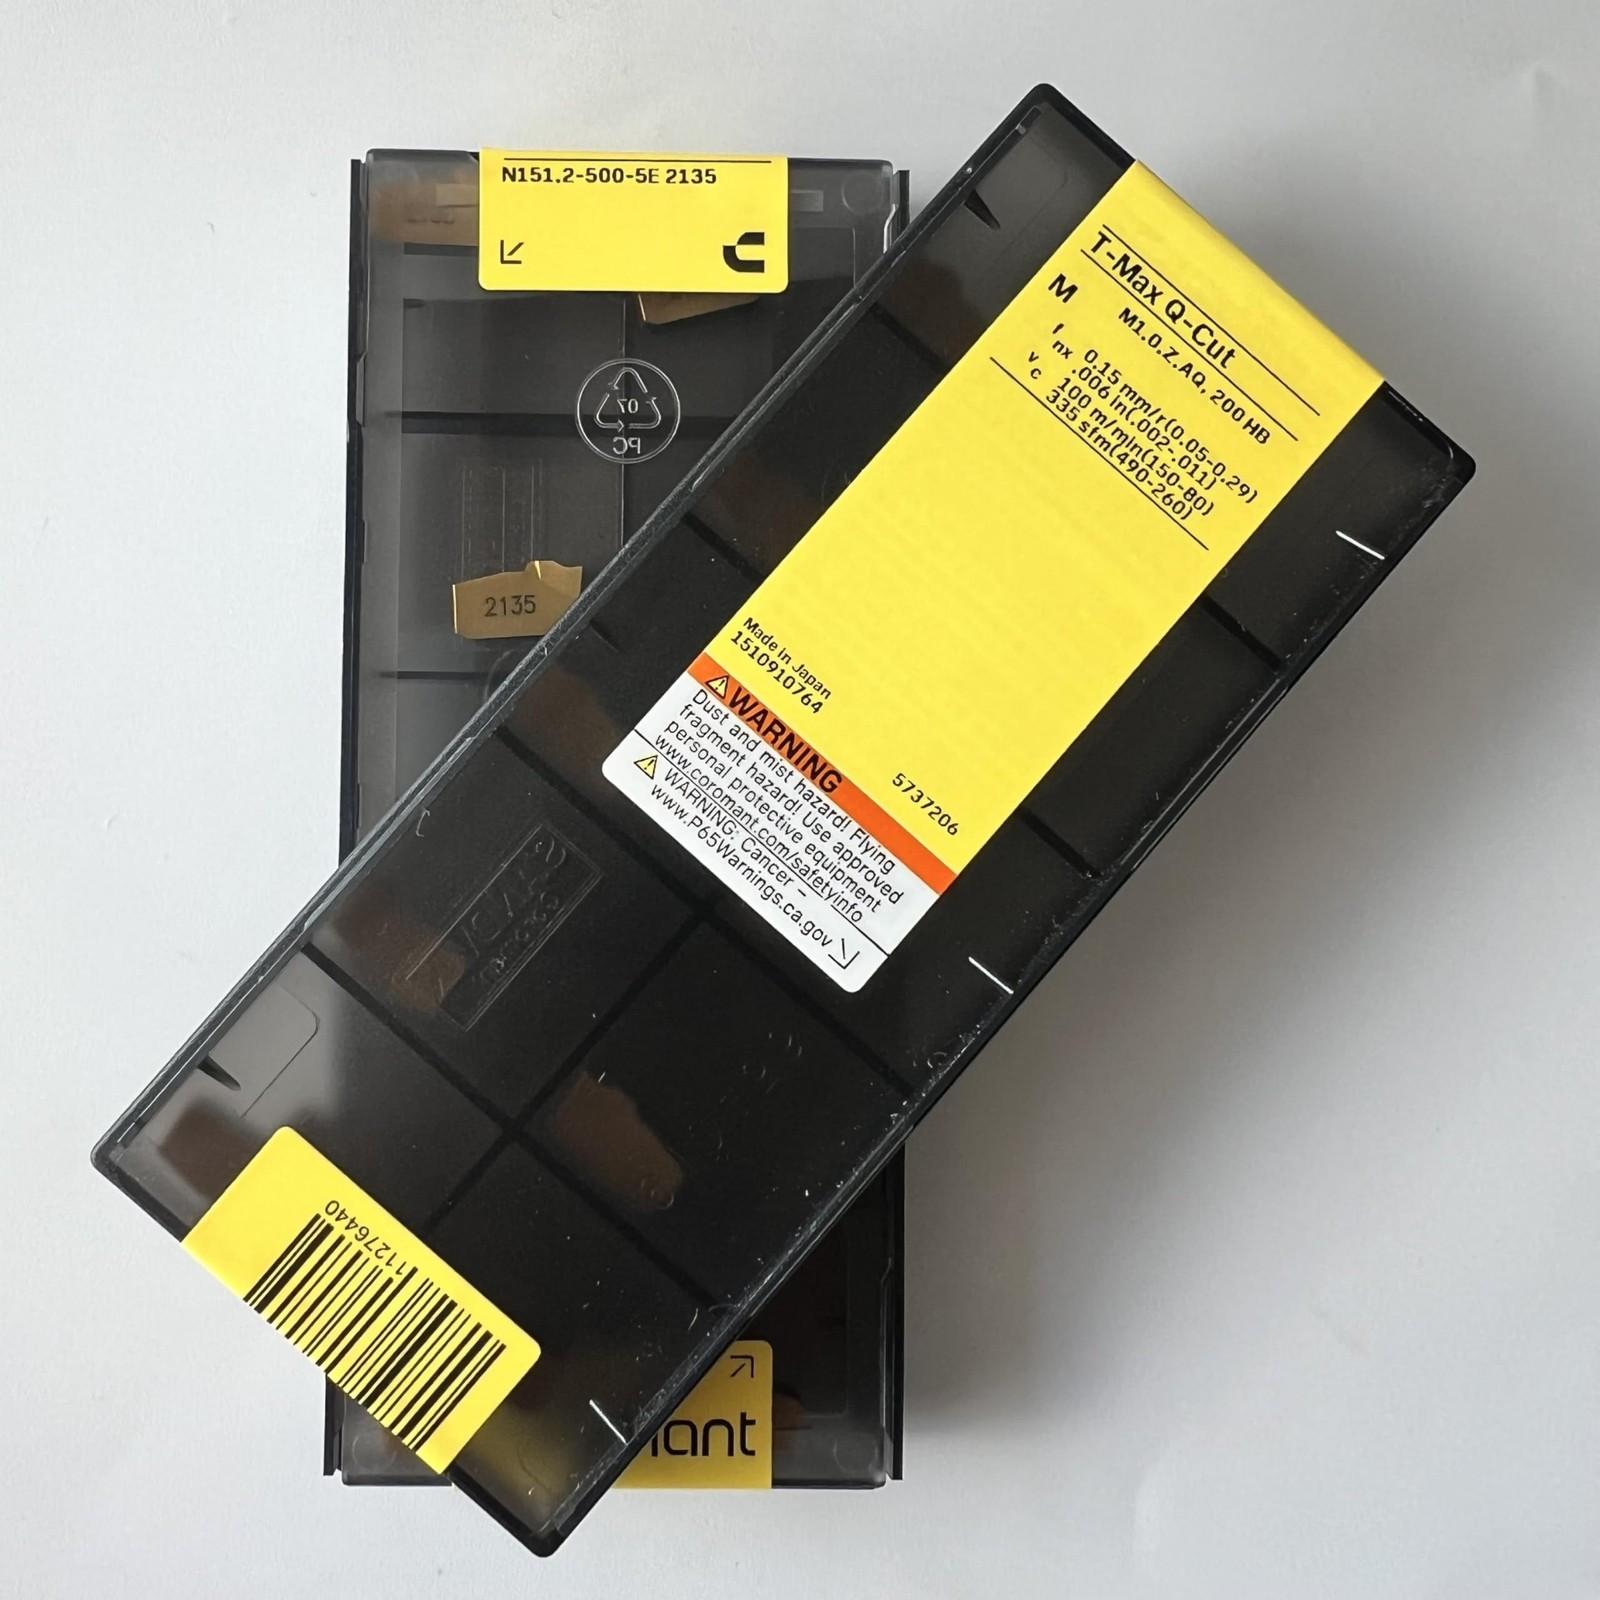 N151.2-500-5E 2135
07
PC
2135
T-Max Q-Cut
M
M1.0.Z.AQ, 200 HB
fnx 0.15 mm/r(0.05-0.29)
.006 in(.002-.011)
vc 100 m/min(150-80)
335 sfm(490-260)
Made in Japan
1510910764
5737206
WARNING
Dust and mist hazard! Flying
fragment hazard! Use approved
personal protective equipment
www.coromant.com/safetyinfo
WARNING: Cancer –
www.P65Warnings.ca.gov
11276440
ant